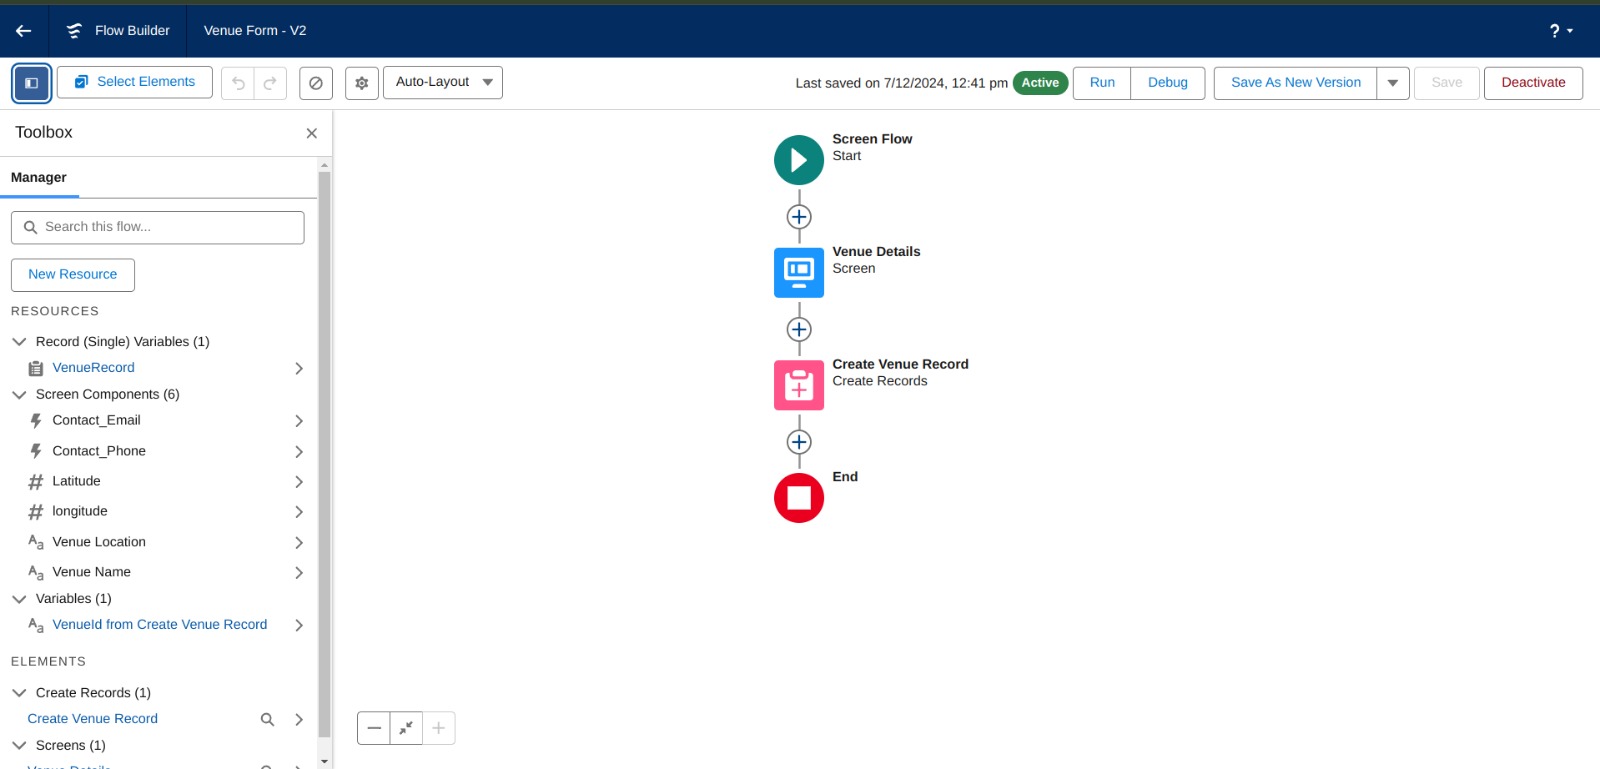 Flow Builder
Venue Form - V2
?
Select Elements
Auto-Layout
Last saved on 7/12/2024, 12:41 pm
Active
Run
Debug
Save As New Version
Save
Deactivate
Toolbox
Manager
Search this flow...
New Resource
RESOURCES
Record (Single) Variables (1)
VenueRecord
Screen Components (6)
Contact_Email
Contact_Phone
Latitude
longitude
Venue Location
Venue Name
Variables (1)
VenueId from Create Venue Record
ELEMENTS
Create Records (1)
Create Venue Record
Screens (1)
Venue Details
Screen Flow
Start
Venue Details
Screen
Create Venue Record
Create Records
End